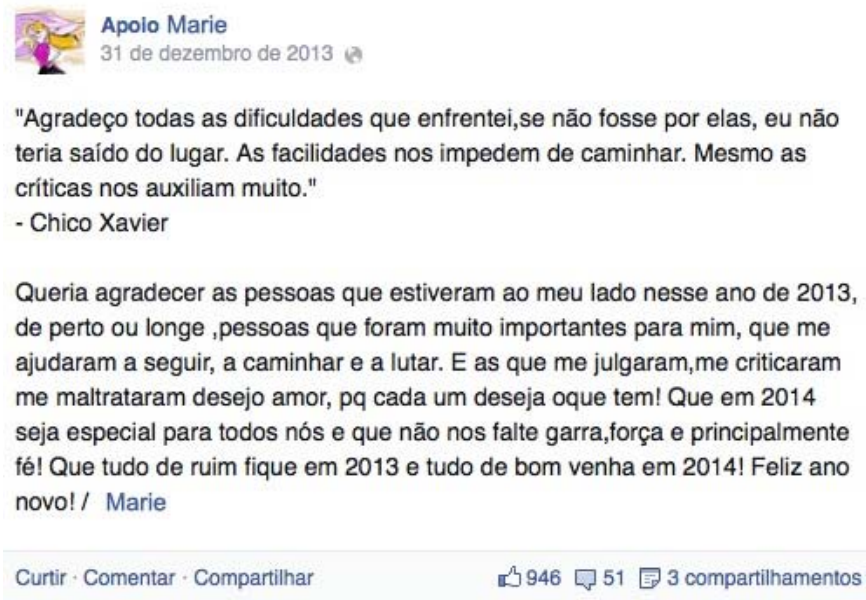 Apoio Marie
31 de dezembro de 2013
"Agradeço todas as dificuldades que enfrentei,se não fosse por elas, eu não
teria saído do lugar. As facilidades nos impedem de caminhar. Mesmo as
críticas nos auxiliam muito."
- Chico Xavier
Queria agradecer as pessoas que estiveram ao meu lado nesse ano de 2013,
de perto ou longe ,pessoas que foram muito importantes para mim, que me
ajudaram a seguir, a caminhar e a lutar. E as que me julgaram,me criticaram
me maltrataram desejo amor, pq cada um deseja oque tem! Que em 2014
seja especial para todos nós e que não nos falte garra,força e principalmente
fé! Que tudo de ruim fique em 2013 e tudo de bom venha em 2014! Feliz ano
novo! / Marie
Curtir · Comentar · Compartilhar 946 51 3 compartilhamentos